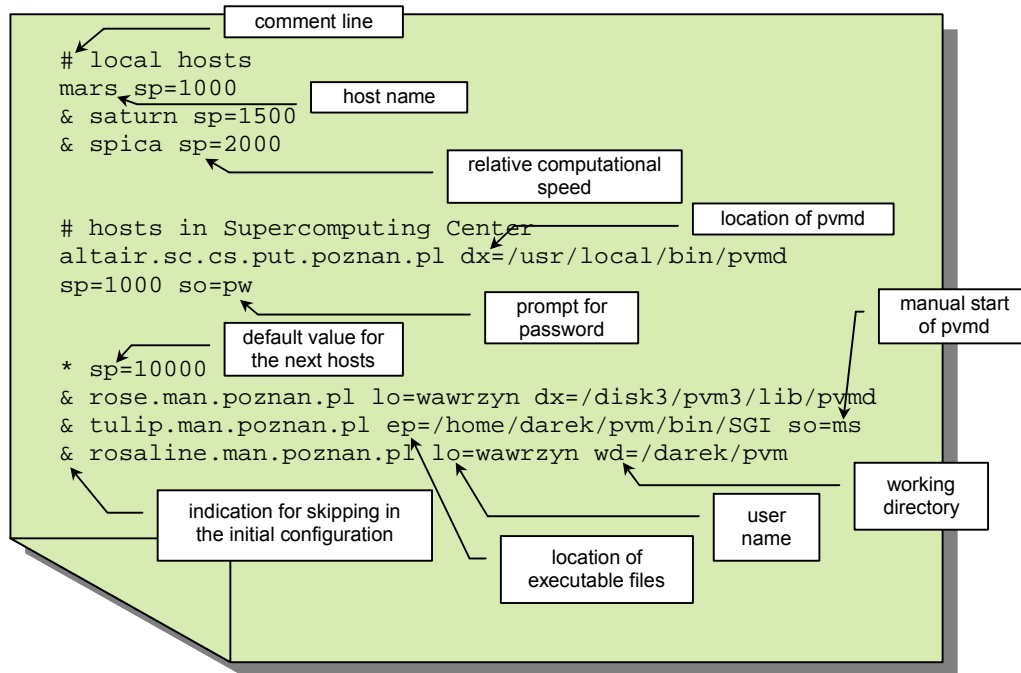 comment line
# local hosts
mars sp=1000
host name
& saturn sp=1500
& spica sp=2000
relative computational
speed
# hosts in Supercomputing Center
location of pvmd
altair.sc.cs.put.poznan.pl dx=/usr/local/bin/pvmd
sp=1000 so=pw
prompt for
password
manual start
of pvmd
default value for
the next hosts
* sp=10000
& rose.man.poznan.pl lo=wawrzyn dx=/disk3/pvm3/lib/pvmd
& tulip.man.poznan.pl ep=/home/darek/pvm/bin/SGI so=ms
& rosaline.man.poznan.pl lo=wawrzyn wd=/darek/pvm
indication for skipping in
the initial configuration
location of
executable files
user
name
working
directory